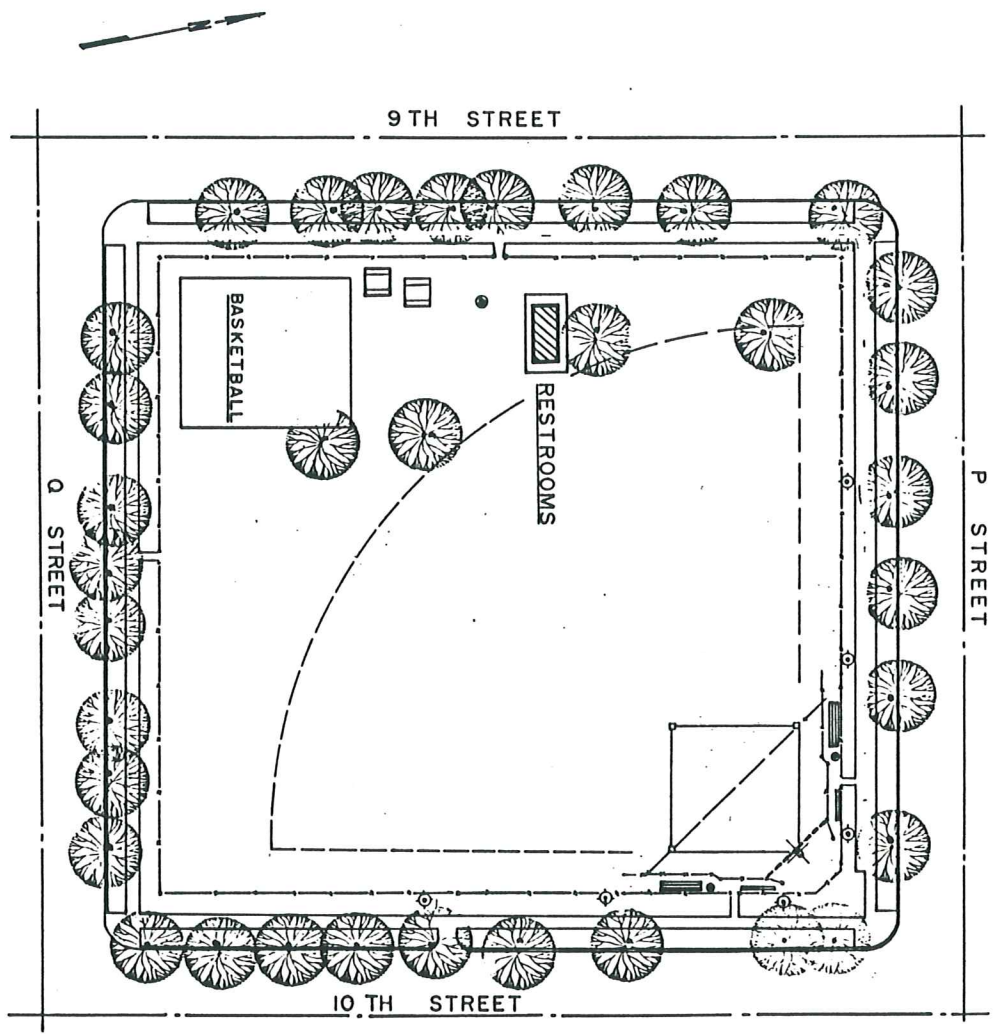 N
9TH STREET
BASKETBALL
RESTROOMS
Q STREET
P STREET
10TH STREET